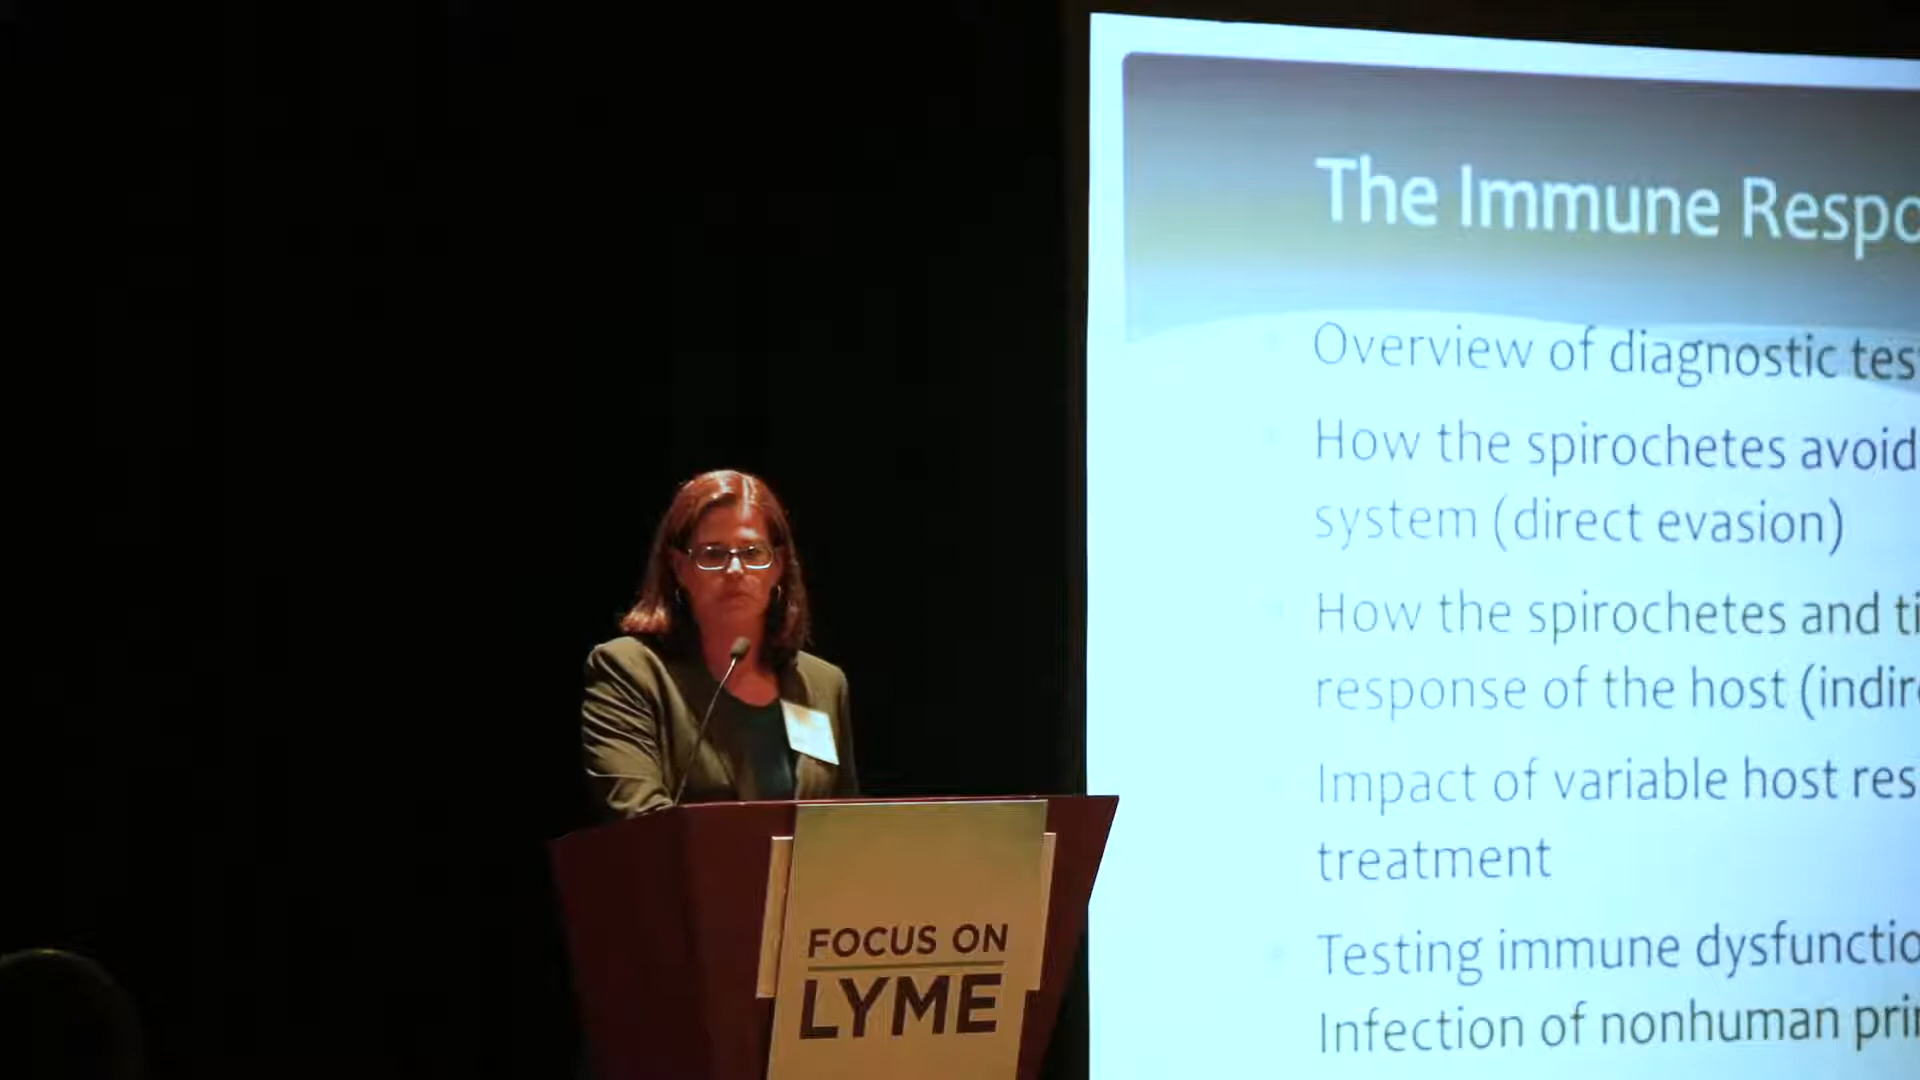 The Immune Respo
Overview of diagnostic tes
How the spirochetes avoid
system (direct evasion)
How the spirochetes and ti
response of the host (indire
Impact of variable host res
treatment
Testing immune dysfunctio
Infection of nonhuman pri
FOCUS ON
LYME